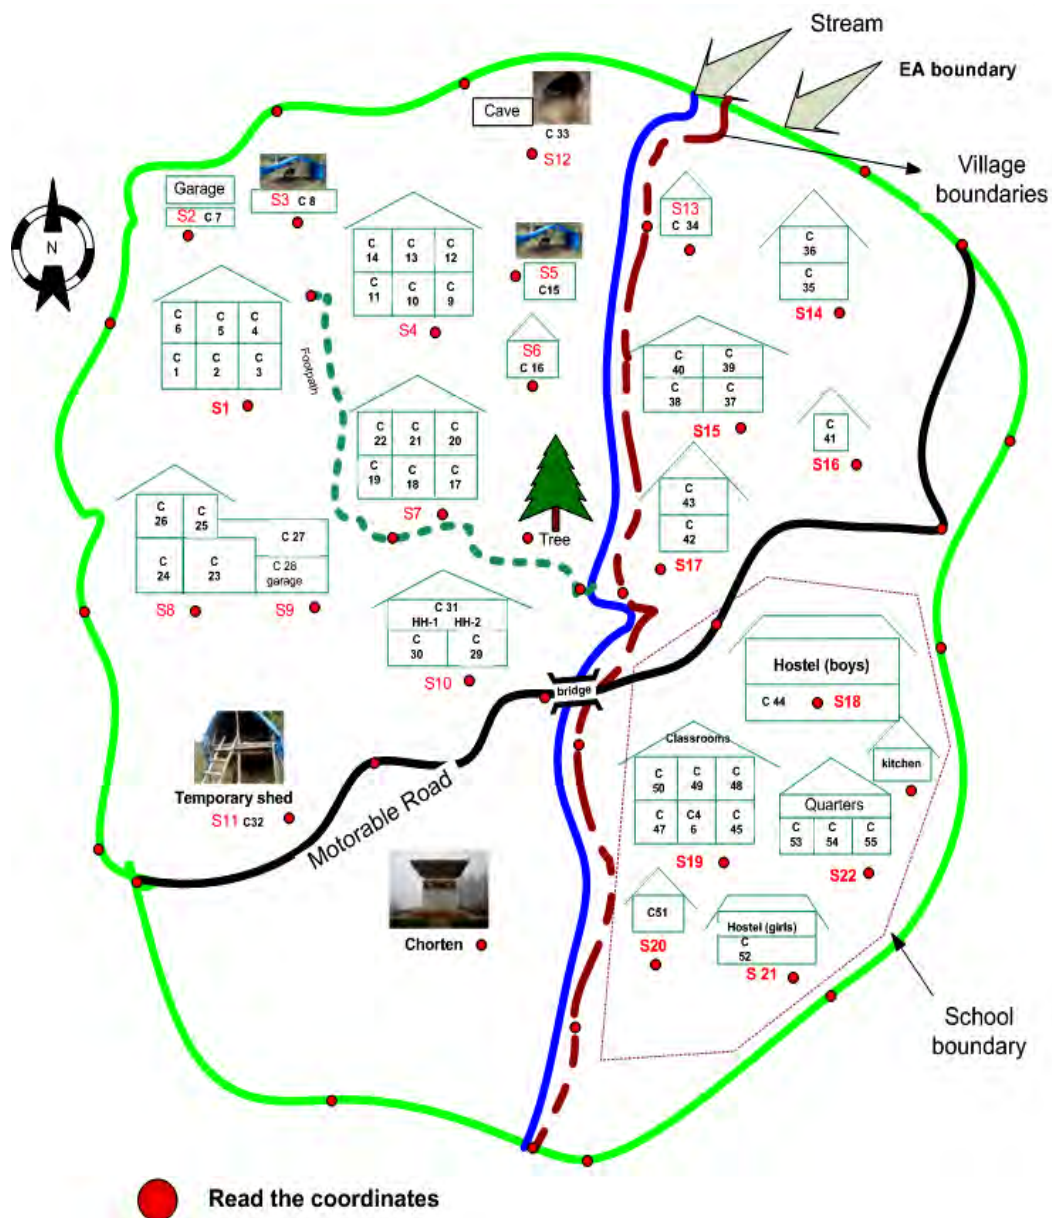 Stream
EA boundary
Cave
C 33
S12
Village
boundaries
Garage
S2 C 7
S3 C 8
N
C
14
C
13
C
12
C
11
C
10
C
9
S4
S5
C15
S13
C 34
C
36
C
35
S14
C
6
C
5
C
4
C
1
C
2
C
3
S1
Footpath
S6
C 16
C
40
C
39
C
38
C
37
S15
C
41
S16
C
22
C
21
C
20
C
19
C
18
C
17
S7
C
43
C
42
S17
Tree
C
26
C
25
C 27
C
24
C
23
C 28
garage
S8
S9
C 31
HH-1 HH-2
C
30
C
29
S10
bridge
Hostel (boys)
C 44
S18
kitchen
Classrooms
C
50
C
49
C
48
C
47
C4
6
C
45
S19
Quarters
C
53
C
54
C
55
S22
Temporary shed
S11 C32
Motorable Road
Chorten
C51
S20
Hostel (girls)
C
52
S 21
School
boundary
Read the coordinates